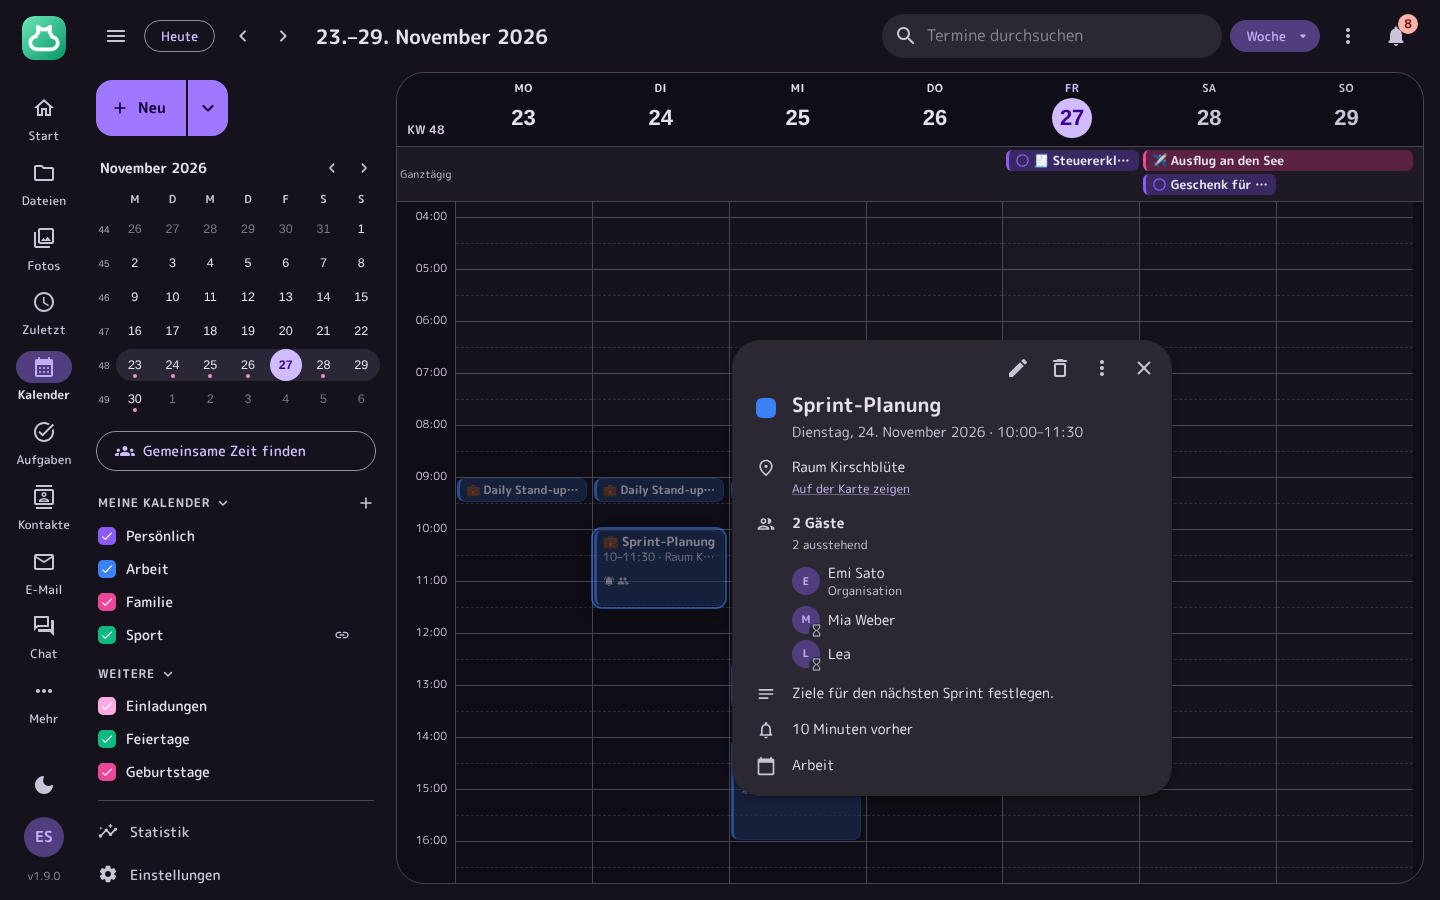 Heute
23.–29. November 2026
Termine durchsuchen
Woche
8
Start
Dateien
Fotos
Zuletzt
Kalender
Aufgaben
Kontakte
E-Mail
Chat
Mehr
ES
v1.9.0
Neu
November 2026
M D M D F S S
44 26 27 28 29 30 31 1
45 2 3 4 5 6 7 8
46 9 10 11 12 13 14 15
47 16 17 18 19 20 21 22
48 23 24 25 26 27 28 29
49 30 1 2 3 4 5 6
Gemeinsame Zeit finden
MEINE KALENDER
Persönlich
Arbeit
Familie
Sport
WEITERE
Einladungen
Feiertage
Geburtstage
Statistik
Einstellungen
KW 48
MO DI MI DO FR SA SO
23 24 25 26 27 28 29
Ganztägig
Steuererkl…
Ausflug an den See
Geschenk für …
04:00
05:00
06:00
07:00
08:00
09:00
10:00
11:00
12:00
13:00
14:00
15:00
16:00
Daily Stand-up…
Daily Stand-up…
Sprint-Planung
10–11:30 · Raum K…
Sprint-Planung
Dienstag, 24. November 2026 · 10:00–11:30
Raum Kirschblüte
Auf der Karte zeigen
2 Gäste
2 ausstehend
E
Emi Sato
Organisation
M
Mia Weber
L
Lea
Ziele für den nächsten Sprint festlegen.
10 Minuten vorher
Arbeit